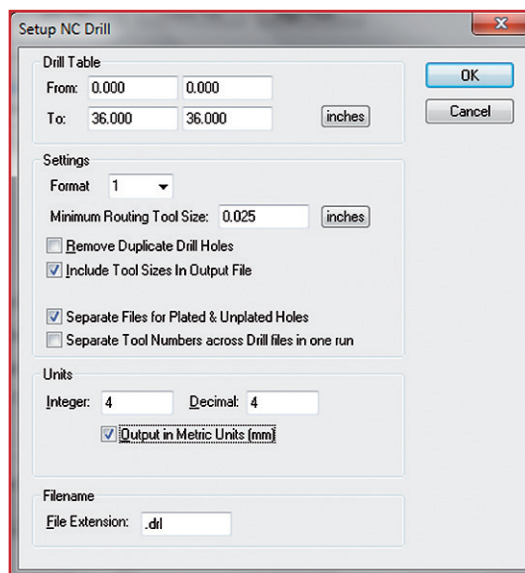 Setup NC Drill
Drill Table
From: 0.000 0.000
To: 36.000 36.000 inches
OK
Cancel
Settings
Format 1
Minimum Routing Tool Size: 0.025 inches
Remove Duplicate Drill Holes
Include Tool Sizes In Output File
Separate Files for Plated & Unplated Holes
Separate Tool Numbers across Drill files in one run
Units
Integer: 4 Decimal: 4
Output in Metric Units (mm)
Filename
File Extension: .drl